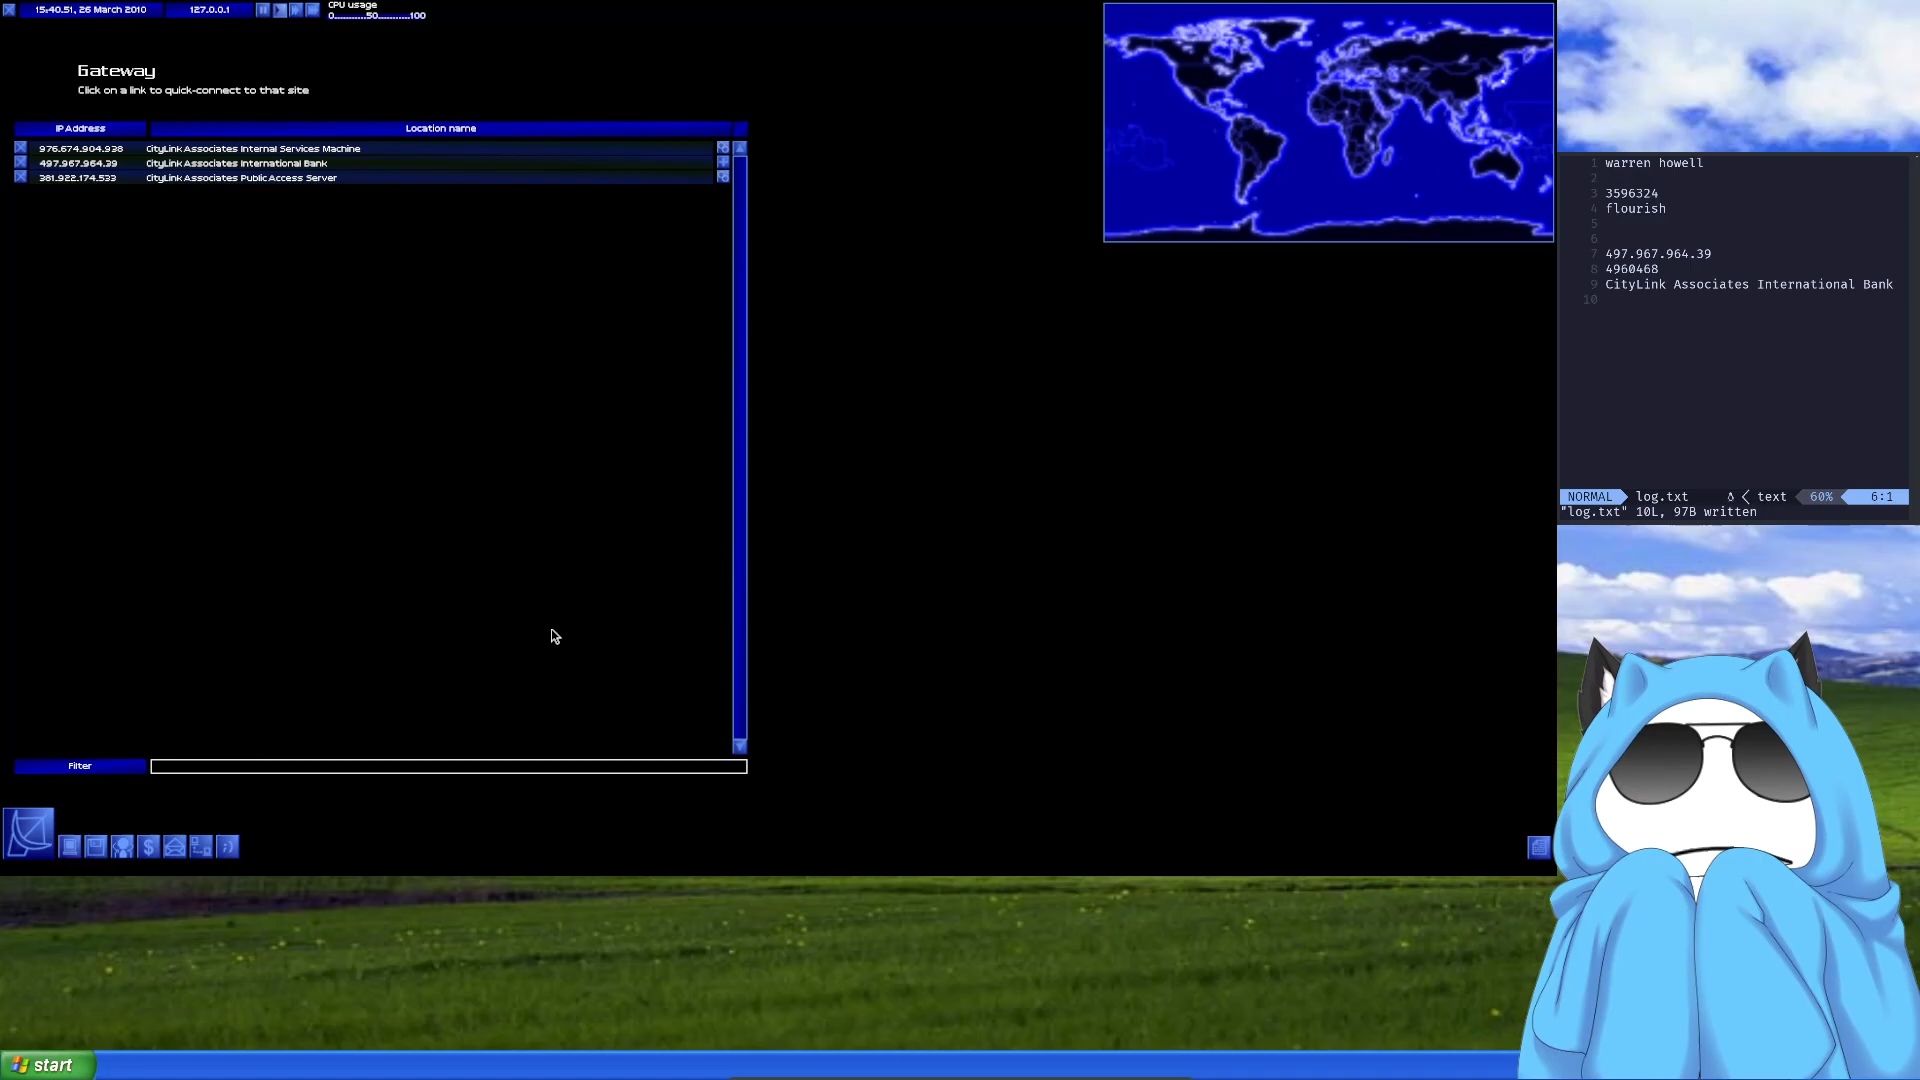 15:40.51, 26 March 2010
127.0.0.1
CPU usage
0...........50...........100
Gateway
Click on a link to quick-connect to that site
IP Address
Location name
976.674.904.938 CityLink Associates Internal Services Machine
497.967.964.39 CityLink Associates International Bank
381.922.174.533 CityLink Associates Public Access Server
Filter
$
;)
1 warren howell
2
3 3596324
4 flourish
5
6
7 497.967.964.39
8 4960468
9 CityLink Associates International Bank
10
NORMAL log.txt text 60% 6:1
"log.txt" 10L, 97B written
start